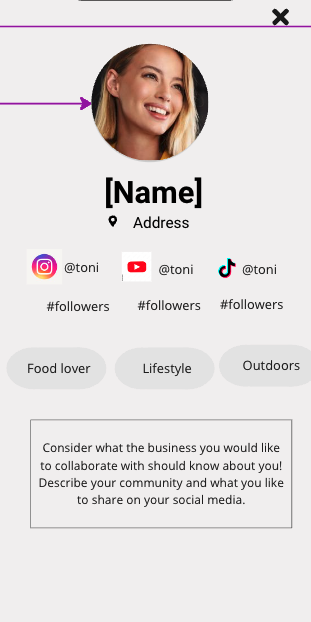 [Name]
Address
@toni @toni @toni
#followers #followers #followers
Food lover Lifestyle Outdoors
Consider what the business you would like
to collaborate with should know about you!
Describe your community and what you like
to share on your social media.